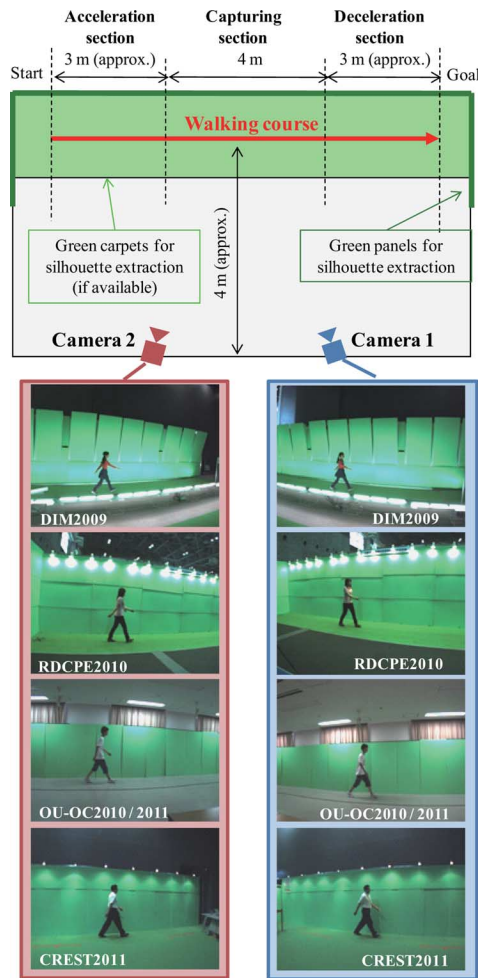 Acceleration
section
3 m (approx.)
Capturing
section
4 m
Deceleration
section
3 m (approx.)
Start
Goal
Walking course
4 m (approx.)
Green carpets for
silhouette extraction
(if available)
Green panels for
silhouette extraction
Camera 2
Camera 1
DIM2009
RDCPE2010
OU-OC2010 / 2011
CREST2011
DIM2009
RDCPE2010
OU-OC2010 / 2011
CREST2011